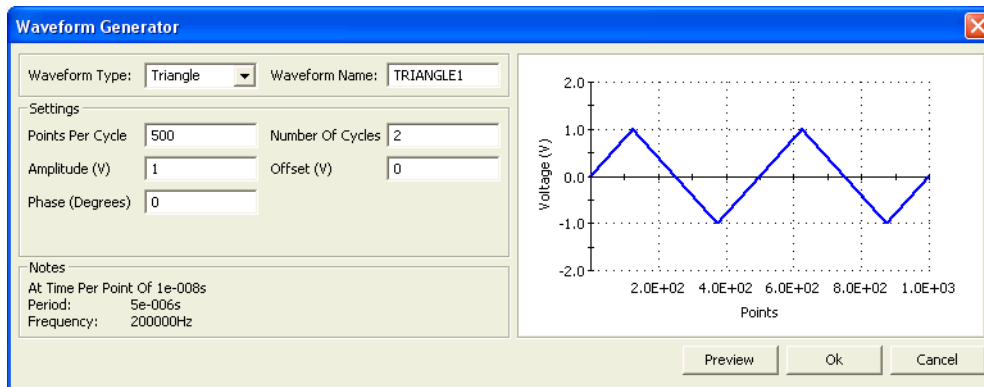 Waveform Generator
Waveform Type: Triangle Waveform Name: TRIANGLE1
Settings
Points Per Cycle 500 Number Of Cycles 2
Amplitude (V) 1 Offset (V) 0
Phase (Degrees) 0
Notes
At Time Per Point Of 1e-008s
Period: 5e-006s
Frequency: 200000Hz
2.0
1.0
0.0
-1.0
-2.0
Voltage (V)
2.0E+02 4.0E+02 6.0E+02 8.0E+02 1.0E+03
Points
Preview Ok Cancel